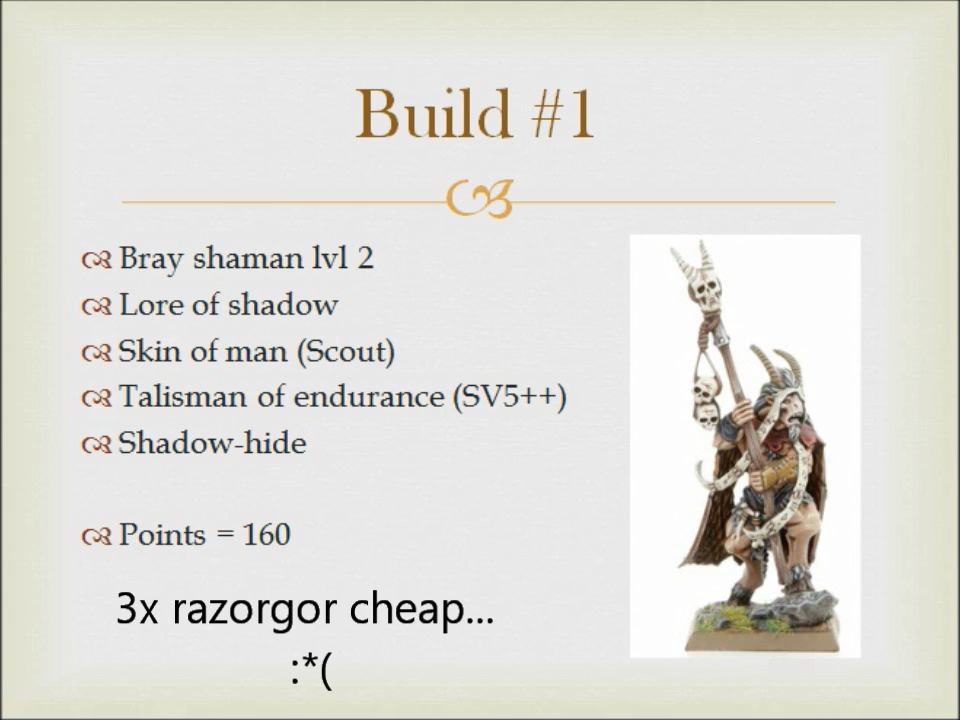 Build #1
Bray shaman lvl 2
Lore of shadow
Skin of man (Scout)
Talisman of endurance (SV5++)
Shadow-hide
Points = 160
3x razorgor cheap...
:*(